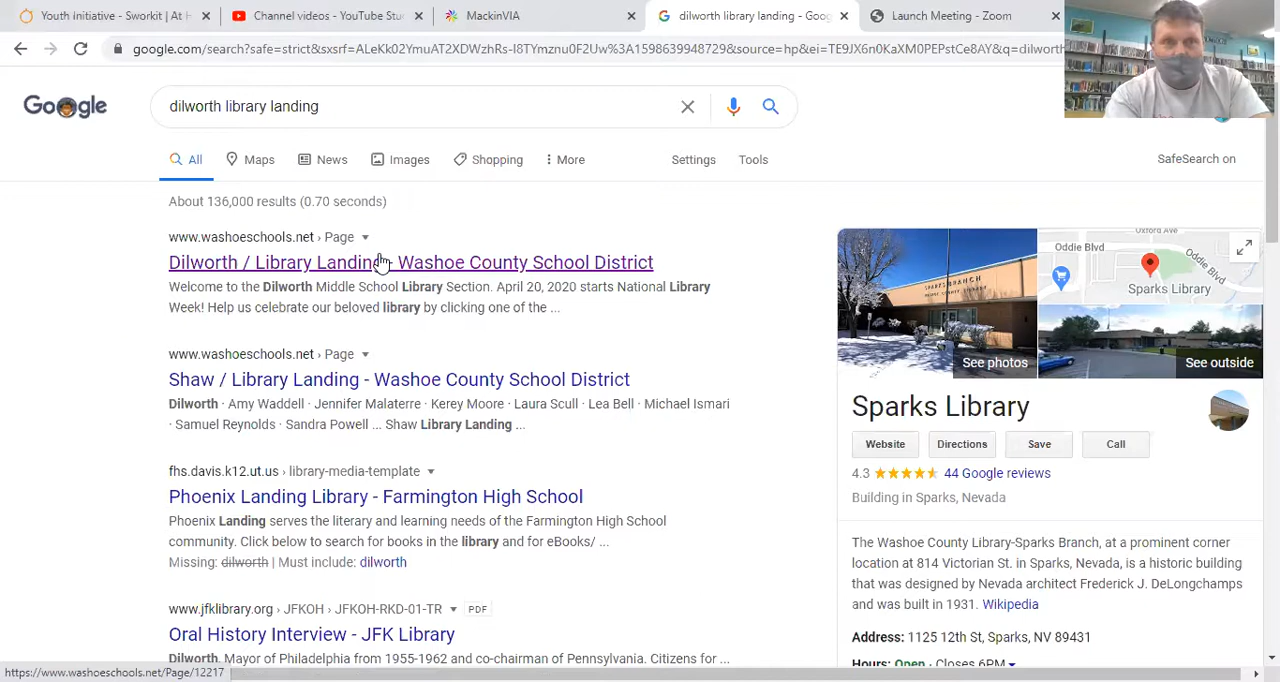 Youth Initiative - Sworkit | At H
Channel videos - YouTube Stu
MackinVIA
dilworth library landing - Goog
Launch Meeting - Zoom
google.com/search?safe=strict&sxsrf=ALeKk02YmuAT2XDWzhRs-I8TYmznu0F2Uw%3A1598639948729&source=hp&ei=TE9JX6n0KaXM0PEPstCe8AY&q=dilworth
Google
dilworth library landing
All
Maps
News
Images
Shopping
More
Settings
Tools
SafeSearch on
About 136,000 results (0.70 seconds)
www.washoeschools.net › Page
Dilworth / Library Landing - Washoe County School District
Welcome to the Dilworth Middle School Library Section. April 20, 2020 starts National Library
Week! Help us celebrate our beloved library by clicking one of the ...
www.washoeschools.net › Page
Shaw / Library Landing - Washoe County School District
Dilworth · Amy Waddell · Jennifer Malaterre · Kerey Moore · Laura Scull · Lea Bell · Michael Ismari
· Samuel Reynolds · Sandra Powell ... Shaw Library Landing ...
fhs.davis.k12.ut.us › library-media-template
Phoenix Landing Library - Farmington High School
Phoenix Landing serves the literary and learning needs of the Farmington High School
community. Click below to search for books in the library and for eBooks/ ...
Missing: dilworth | Must include: dilworth
www.jfklibrary.org › JFKOH › JFKOH-RKD-01-TR PDF
Oral History Interview - JFK Library
Dilworth, Mayor of Philadelphia from 1955-1962 and co-chairman of Pennsylvania. Citizens for ...
https://www.washoeschools.net/Page/12217
SPARKS BRANCH
See photos
Oxford Ave
Oddie Blvd
Oddie Blvd
Sparks Library
See outside
Sparks Library
Website
Directions
Save
Call
4.3
44 Google reviews
Building in Sparks, Nevada
The Washoe County Library-Sparks Branch, at a prominent corner
location at 814 Victorian St. in Sparks, Nevada, is a historic building
that was designed by Nevada architect Frederick J. DeLongchamps
and was built in 1931. Wikipedia
Address: 1125 12th St, Sparks, NV 89431
Hours: Open · Closes 6PM